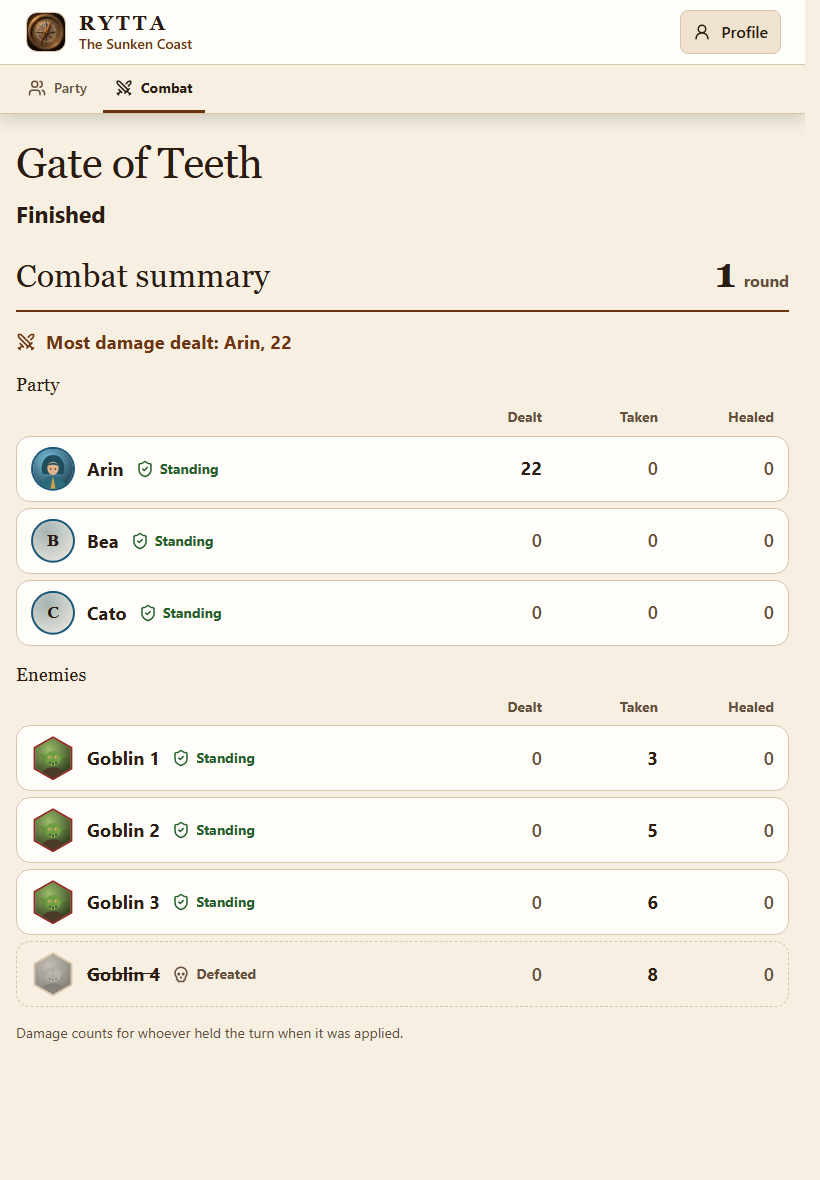 RYTTA
The Sunken Coast
Profile
Party
Combat
Gate of Teeth
Finished
Combat summary 1 round
Most damage dealt: Arin, 22
Party
Dealt Taken Healed
Arin Standing 22 0 0
B Bea Standing 0 0 0
C Cato Standing 0 0 0
Enemies
Dealt Taken Healed
Goblin 1 Standing 0 3 0
Goblin 2 Standing 0 5 0
Goblin 3 Standing 0 6 0
Goblin 4 Defeated 0 8 0
Damage counts for whoever held the turn when it was applied.